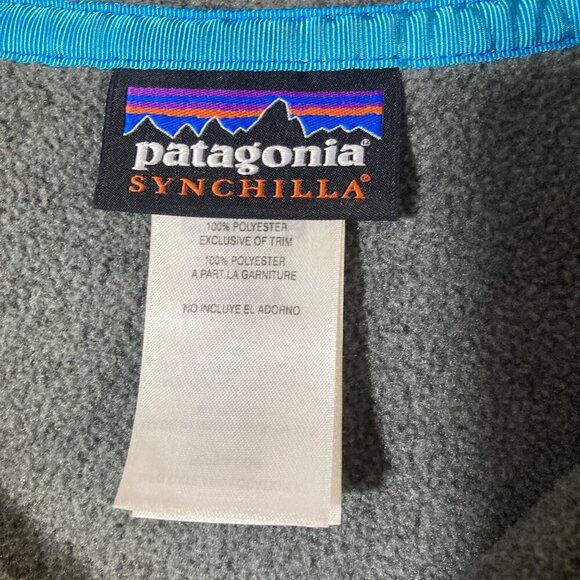 patagonia®
SYNCHILLA®
100% POLYESTER
EXCLUSIVE OF TRIM
100% POLYESTER
A PART LA GARNITURE
NO INCLUYE EL ADORNO